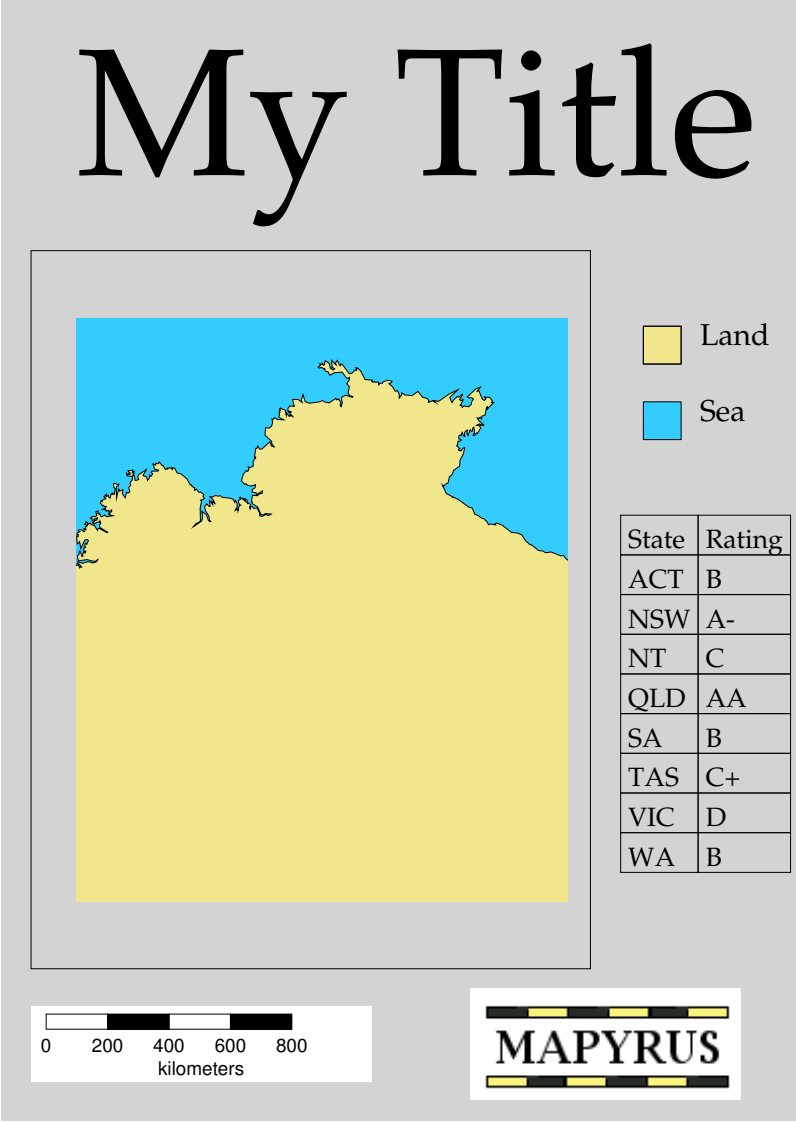 My Title
Land
Sea
State Rating
ACT B
NSW A-
NT C
QLD AA
SA B
TAS C+
VIC D
WA B
0 200 400 600 800
kilometers
MAPYRUS